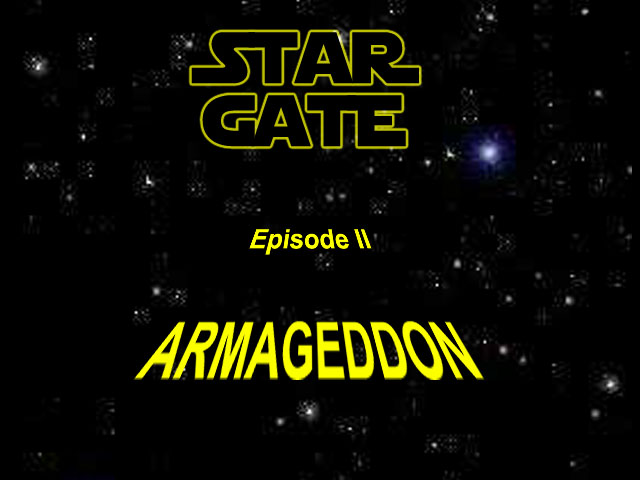 STAR
GATE
Episode II
ARMAGEDDON